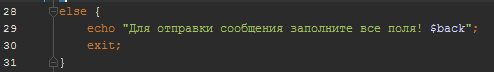 28 else {
29 echo "Для отправки сообщения заполните все поля! $back";
30 exit;
31 }